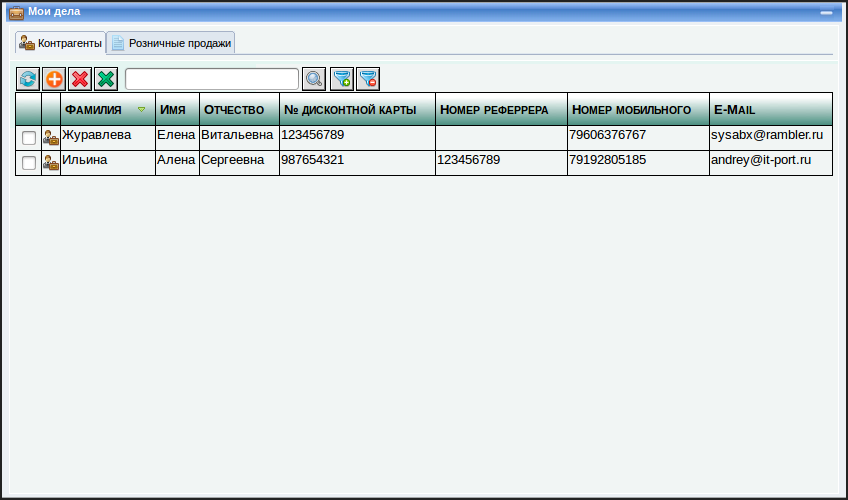 Мои дела
Контрагенты Розничные продажи
Фамилия Имя Отчество № дисконтной карты Номер реферрера Номер мобильного E-Mail
Журавлева Елена Витальевна 123456789 79606376767 sysabx@rambler.ru
Ильина Алена Сергеевна 987654321 123456789 79192805185 andrey@it-port.ru